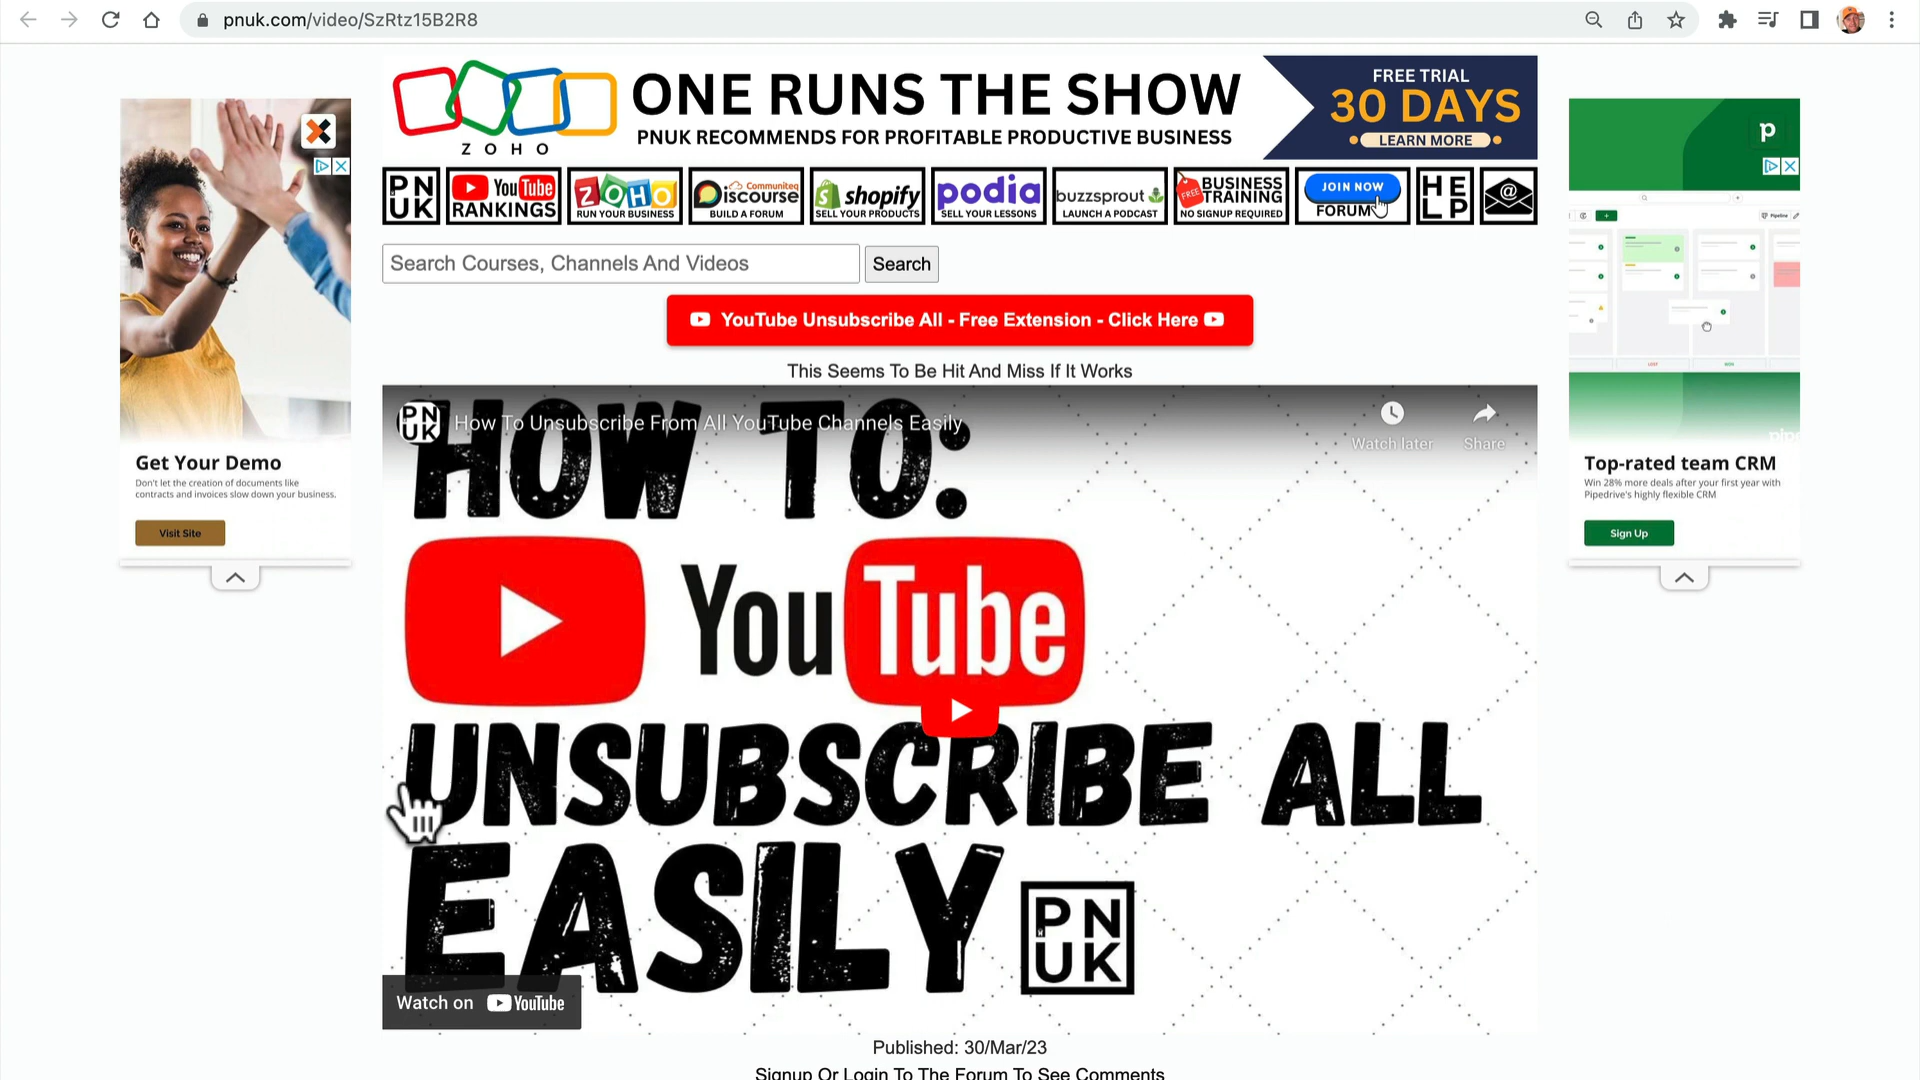 pnuk.com/video/SzRtz15B2R8
ZOHO
ONE RUNS THE SHOW
PNUK RECOMMENDS FOR PROFITABLE PRODUCTIVE BUSINESS
FREE TRIAL
30 DAYS
LEARN MORE
PN
UK
YouTube
RANKINGS
ZOHO
RUN YOUR BUSINESS
Communiteq
Discourse
BUILD A FORUM
shopify
SELL YOUR PRODUCTS
podia
SELL YOUR LESSONS
buzzsprout
LAUNCH A PODCAST
FREE
BUSINESS
TRAINING
NO SIGNUP REQUIRED
JOIN NOW
FORUM
HE
LP
@
Search Courses, Channels And Videos
Search
YouTube Unsubscribe All - Free Extension - Click Here
This Seems To Be Hit And Miss If It Works
PN
UK
How To Unsubscribe From All YouTube Channels Easily
Watch later
Share
HOW TO:
YouTube
UNSUBSCRIBE ALL
EASILY
PN
UK
Watch on YouTube
Published: 30/Mar/23
Signup Or Login To The Forum To See Comments
Get Your Demo
Don't let the creation of documents like
contracts and invoices slow down your business.
Visit Site
p
Pipeline
Top-rated team CRM
Win 28% more deals after your first year with
Pipedrive's highly flexible CRM
Sign Up